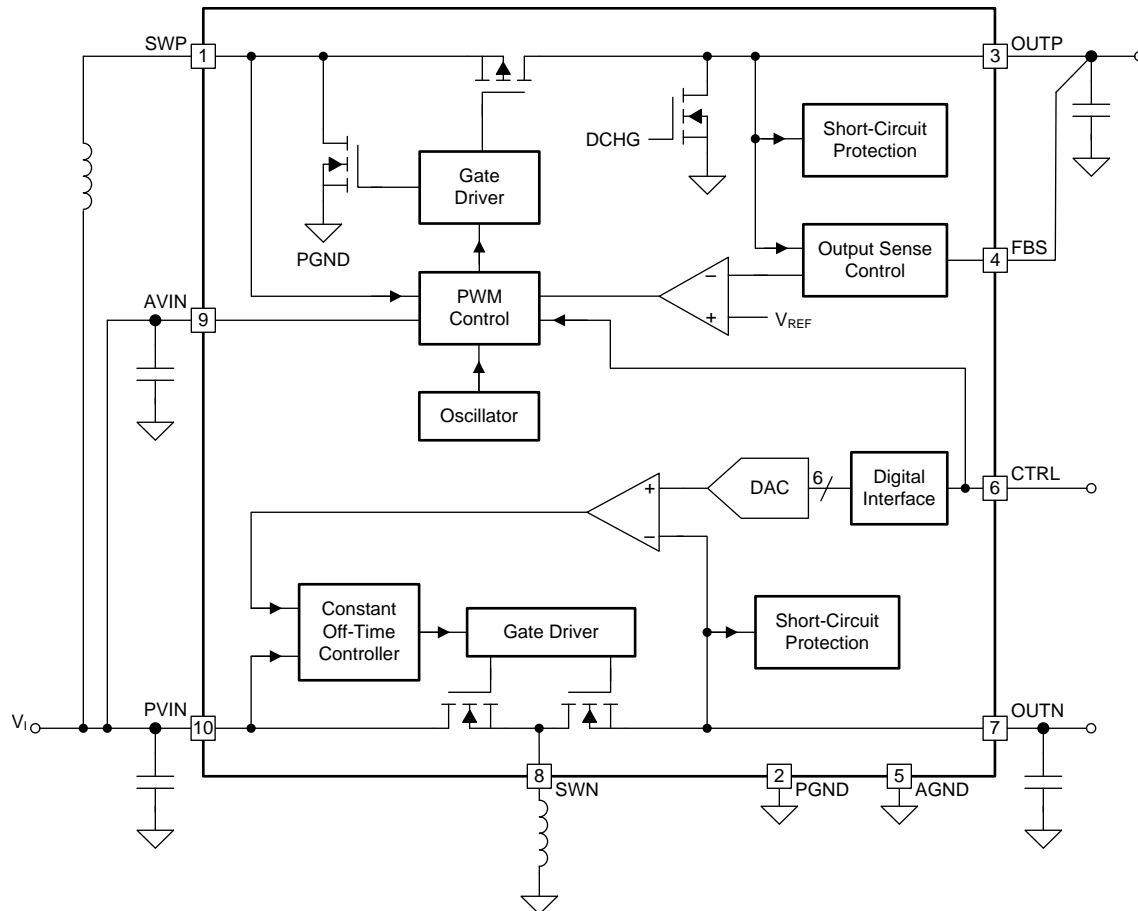 SWP
1
3
OUTP
DCHG
Short-Circuit
Protection
Gate
Driver
PGND
Output Sense
Control
4
FBS
AVIN
9
PWM
Control
−
+
VREF
Oscillator
DAC
6
Digital
Interface
6
CTRL
+
−
Constant
Off-Time
Controller
Gate Driver
Short-Circuit
Protection
VI
PVIN
10
7
OUTN
8
SWN
2
PGND
5
AGND